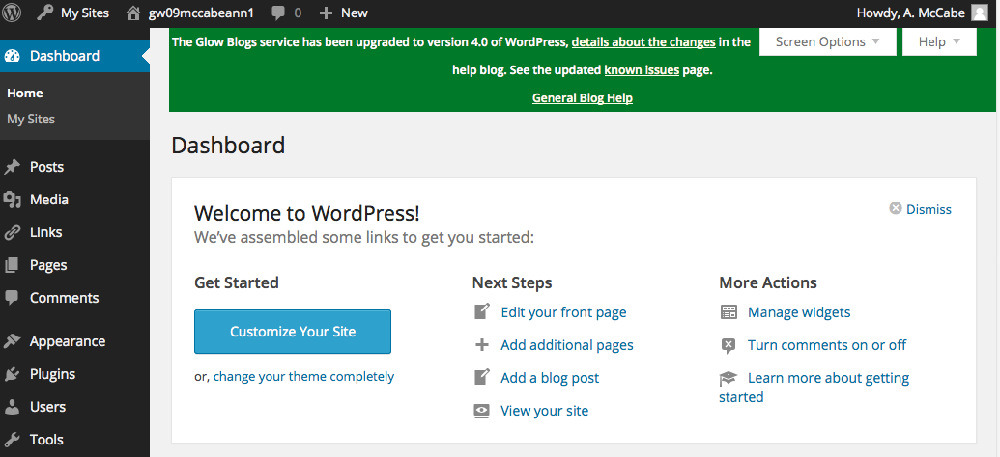 My Sites gw09mccabeann1 0 New Howdy, A. McCabe
Dashboard
Home
My Sites
Posts
Media
Links
Pages
Comments
Appearance
Plugins
Users
Tools
The Glow Blogs service has been upgraded to version 4.0 of WordPress, details about the changes in the
help blog. See the updated known issues page.
General Blog Help
Screen Options
Help
Dashboard
Welcome to WordPress!
Dismiss
We've assembled some links to get you started:
Get Started
Customize Your Site
or, change your theme completely
Next Steps
Edit your front page
Add additional pages
Add a blog post
View your site
More Actions
Manage widgets
Turn comments on or off
Learn more about getting
started